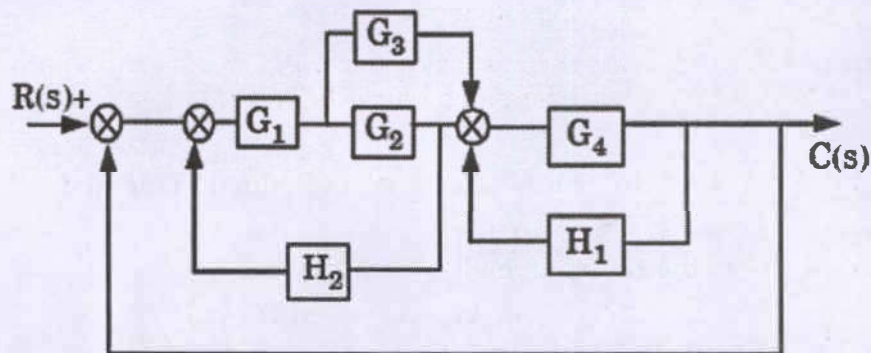 G₃
R(s)+
G₁
G₂
G₄
C(s)
H₂
H₁